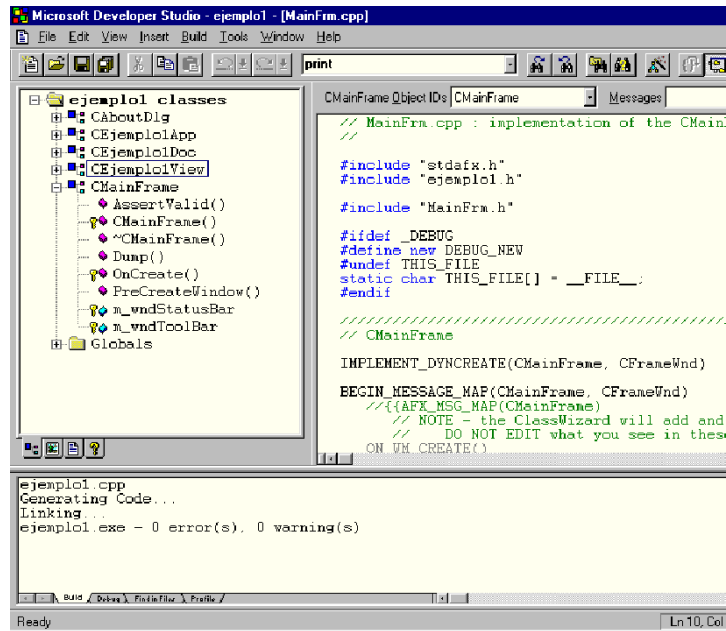 Microsoft Developer Studio - ejemplo1 - [MainFrm.cpp]
File Edit View Insert Build Tools Window Help
print
ejemplo1 classes
CAboutDlg
CEjemplo1App
CEjemplo1Doc
CEjemplo1View
CMainFrame
AssertValid()
CMainFrame()
~CMainFrame()
Dump()
OnCreate()
PreCreateWindow()
m_wndStatusBar
m_wndToolBar
Globals
CMainFrame Object IDs CMainFrame Messages
// MainFrm.cpp : implementation of the CMain
//
#include "stdafx.h"
#include "ejemplo1.h"
#include "MainFrm.h"
#ifdef _DEBUG
#define new DEBUG_NEW
#undef THIS_FILE
static char THIS_FILE[] = __FILE__;
#endif
/////////////////////////////////////////////
// CMainFrame
IMPLEMENT_DYNCREATE(CMainFrame, CFrameWnd)
BEGIN_MESSAGE_MAP(CMainFrame, CFrameWnd)
//{{AFX_MSG_MAP(CMainFrame)
// NOTE - the ClassWizard will add and
// DO NOT EDIT what you see in these
ON_WM_CREATE()
ejemplo1.cpp
Generating Code...
Linking...
ejemplo1.exe - 0 error(s), 0 warning(s)
Build Debug Find in Files Profile
Ready
Ln 10, Col